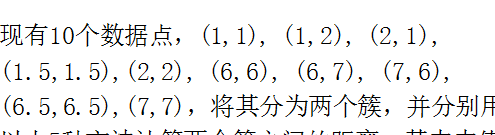 现有10个数据点，(1,1), (1,2), (2,1),
(1.5,1.5),(2,2), (6,6), (6,7), (7,6),
(6.5,6.5),(7,7)，将其分为两个簇，并分别用